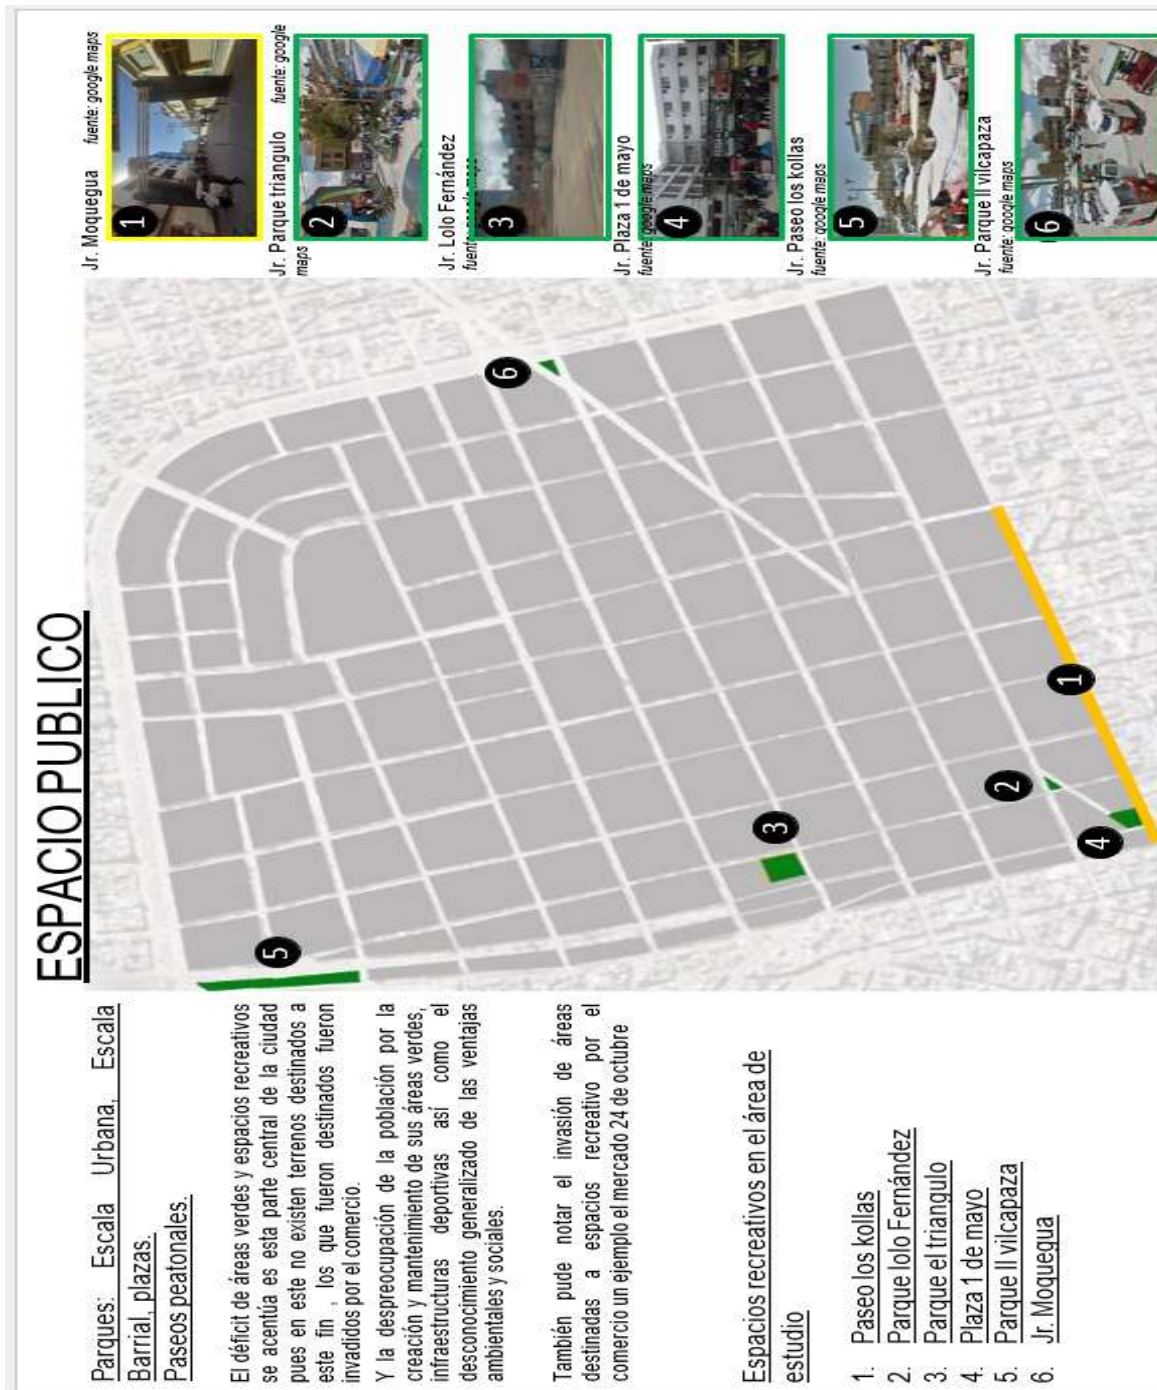 ESPACIO PUBLICO
Parques: Escala Urbana, Escala
Barrial, plazas.
Paseos peatonales.
El déficit de áreas verdes y espacios recreativos
se acentúa es esta parte central de la ciudad
pues en este no existen terrenos destinados a
este fin , los que fueron destinados fueron
invadidos por el comercio.
Y la despreocupación de la población por la
creación y mantenimiento de sus áreas verdes,
infraestructuras deportivas así como el
desconocimiento generalizado de las ventajas
ambientales y sociales.
También pude notar el invasión de áreas
destinadas a espacios recreativo por el
comercio un ejemplo el mercado 24 de octubre
Espacios recreativos en el área de
estudio
1. Paseo los kollas
2. Parque lolo Fernández
3. Parque el triangulo
4. Plaza 1 de mayo
5. Parque II vilcapaza
6. Jr. Moquegua
5
3
4
2
1
6
Jr. Moquegua fuente: google maps
1
Jr. Parque triangulo fuente: google
maps
2
Jr. Lolo Fernández
fuente: google maps
3
Jr. Plaza 1 de mayo
fuente: google maps
4
Jr. Paseo los kollas
fuente: google maps
5
Jr. Parque II vilcapaza
fuente: google maps
6